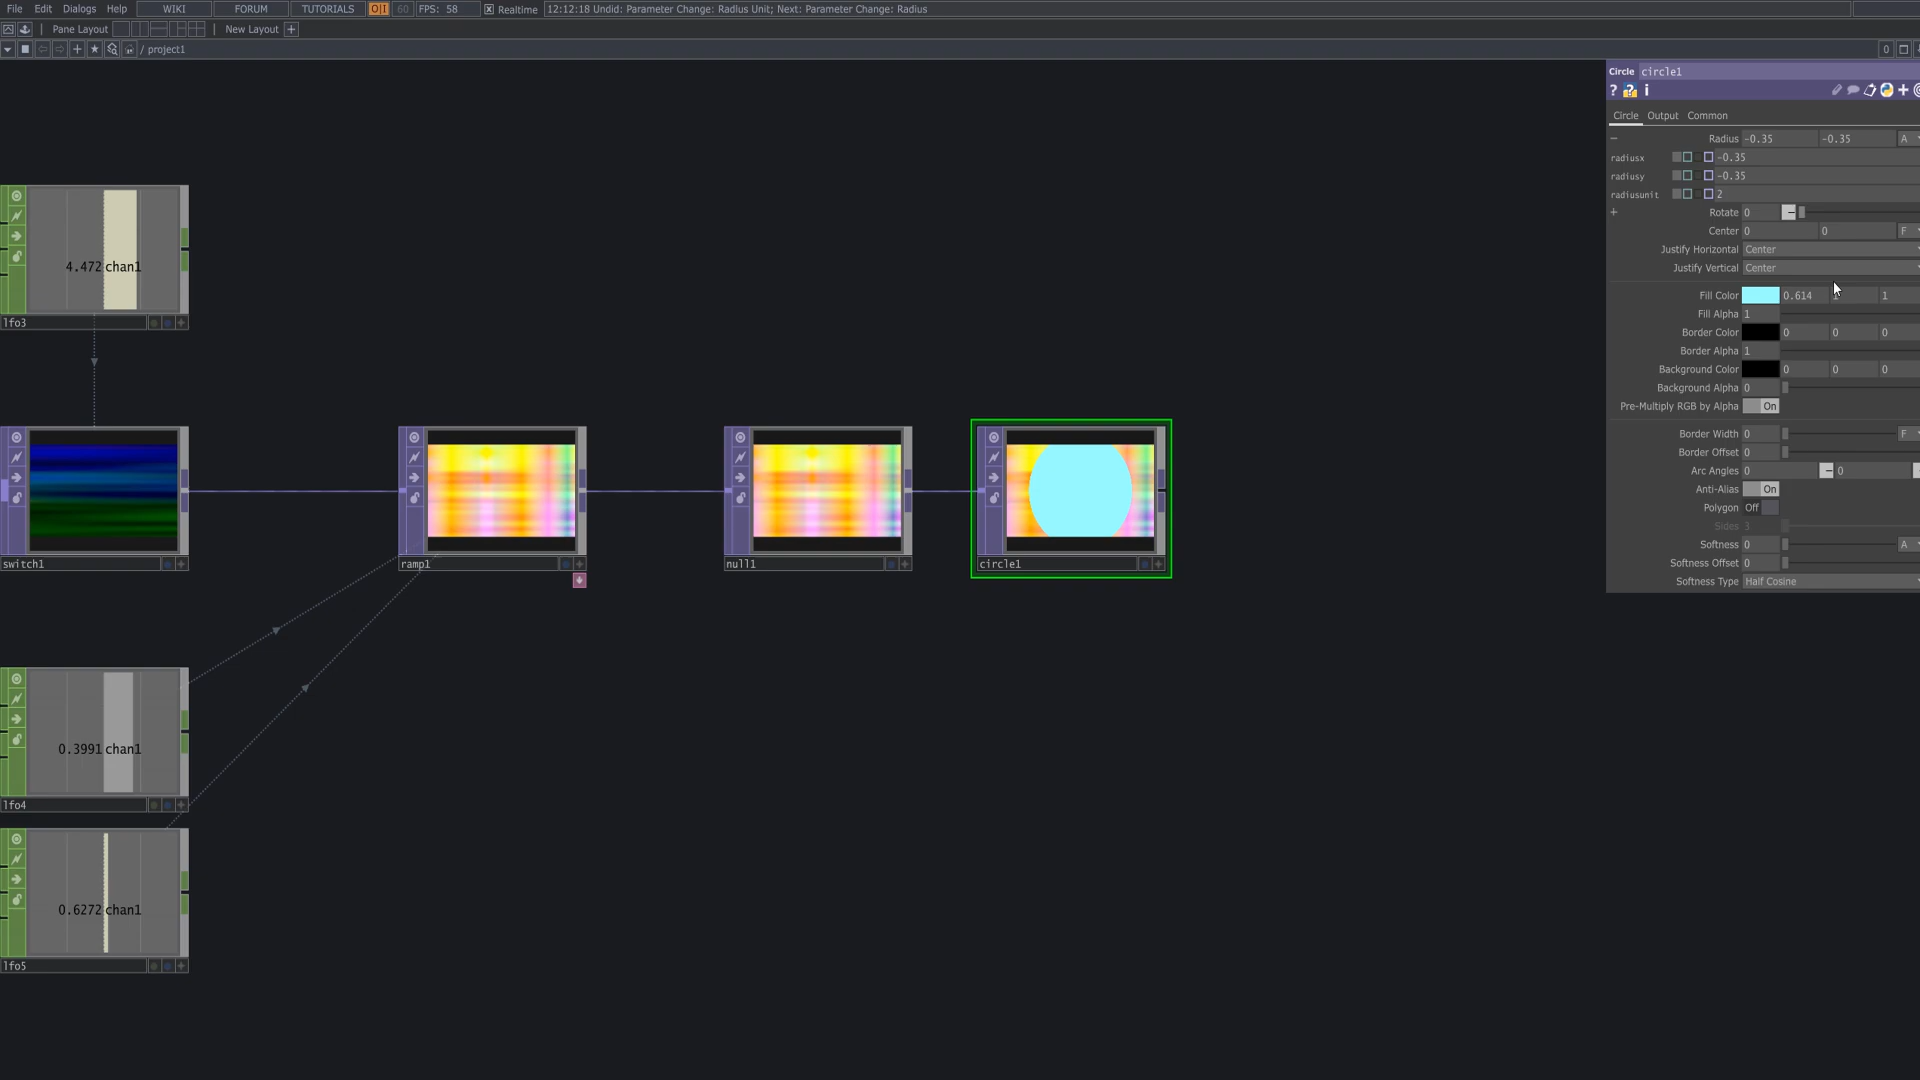 File Edit Dialogs Help WIKI FORUM TUTORIALS O|I 60 FPS: 58 Realtime 12:12:18 Undid: Parameter Change: Radius Unit; Next: Parameter Change: Radius
Pane Layout New Layout +
/ project1 0
Circle circle1
? ? i
Circle Output Common
Radius -0.35 -0.35 A
radiusx -0.35
radiusy -0.35
radiusunit 2
Rotate 0
Center 0 0 F
Justify Horizontal Center
Justify Vertical Center
Fill Color 0.614 1
Fill Alpha 1
Border Color 0 0 0
Border Alpha 1
Background Color 0 0 0
Background Alpha 0
Pre-Multiply RGB by Alpha On
Border Width 0 F
Border Offset 0
Arc Angles 0 0
Anti-Alias On
Polygon Off
Sides 3
Softness 0 A
Softness Offset 0
Softness Type Half Cosine
4.472 chan1
lfo3
switch1
ramp1
null1
circle1
0.3991 chan1
lfo4
0.6272 chan1
lfo5